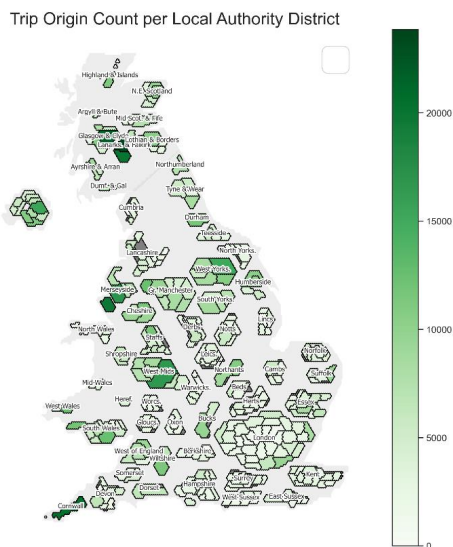 Trip Origin Count per Local Authority District
Highland & Islands
N.E. Scotland
Argyll & Bute
Mid Scot. & Fife
Glasgow & Clyde
Lothian & Borders
Lanarks. & Falkirk
Ayrshire & Arran
Northumberland
Dumf. & Gal
Tyne & Wear
Cumbria
Durham
Teesside
North Yorks.
Lancashire
West Yorks.
Humberside
Merseyside
Gr. Manchester
South Yorks.
Cheshire
Lincs
North Wales
Derbs
Notts
Staffs
Norfolk
Shropshire
Leics
West Mids
Northants
Cambs
Suffolk
Mid-Wales
Warwicks.
Beds
Heref.
Worcs.
Herts
Essex
West Wales
Bucks
South Wales
Gloucs.
Oxon
London
West of England
Berkshire
Wiltshire
Somerset
Surrey
Kent
Hampshire
Devon
Dorset
West-Sussex
East-Sussex
Cornwall
20000
15000
10000
5000
0